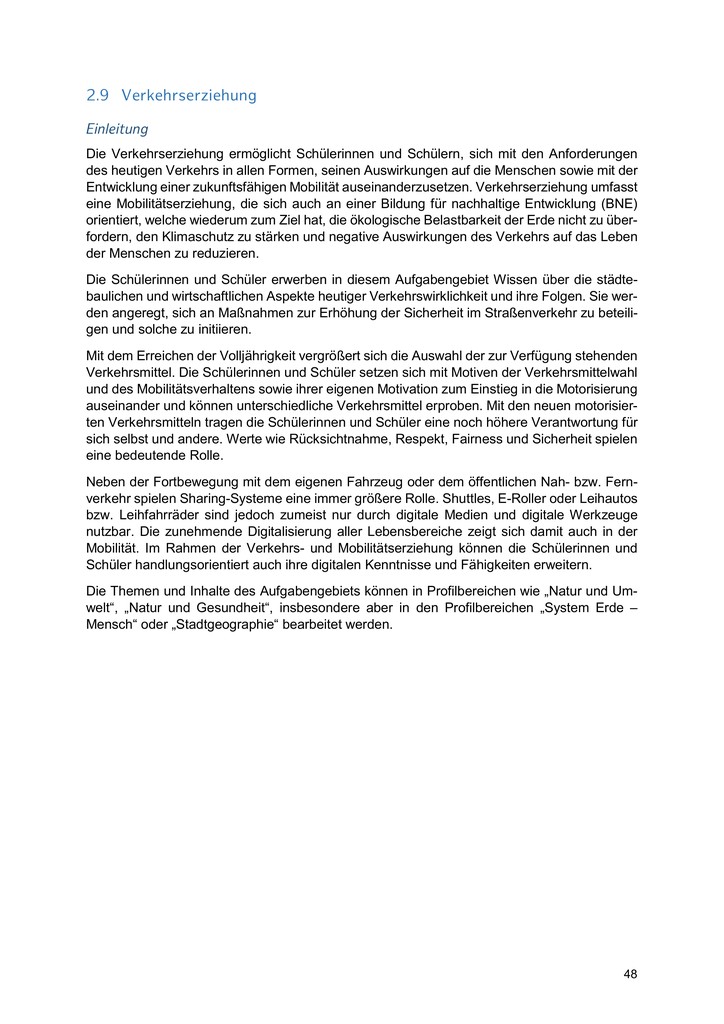 2.9 Verkehrserziehung
Einleitung
Die Verkehrserziehung ermöglicht Schülerinnen und Schülern, sich mit den Anforderungen
des heutigen Verkehrs in allen Formen, seinen Auswirkungen auf die Menschen sowie mit der
Entwicklung einer zukunftsfähigen Mobilität auseinanderzusetzen. Verkehrserziehung umfasst
eine Mobilitätserziehung, die sich auch an einer Bildung für nachhaltige Entwicklung (BNE)
orientiert, welche wiederum zum Ziel hat, die ökologische Belastbarkeit der Erde nicht zu über-
fordern, den Klimaschutz zu stärken und negative Auswirkungen des Verkehrs auf das Leben
der Menschen zu reduzieren.
Die Schülerinnen und Schüler erwerben in diesem Aufgabengebiet Wissen über die städte-
baulichen und wirtschaftlichen Aspekte heutiger Verkehrswirklichkeit und ihre Folgen. Sie wer-
den angeregt, sich an Maßnahmen zur Erhöhung der Sicherheit im Straßenverkehr zu beteili-
gen und solche zu initiieren.
Mit dem Erreichen der Volljährigkeit vergrößert sich die Auswahl der zur Verfügung stehenden
Verkehrsmittel. Die Schülerinnen und Schüler setzen sich mit Motiven der Verkehrsmittelwahl
und des Mobilitätsverhaltens sowie ihrer eigenen Motivation zum Einstieg in die Motorisierung
auseinander und können unterschiedliche Verkehrsmittel erproben. Mit den neuen motorisier-
ten Verkehrsmitteln tragen die Schülerinnen und Schüler eine noch höhere Verantwortung für
sich selbst und andere. Werte wie Rücksichtnahme, Respekt, Fairness und Sicherheit spielen
eine bedeutende Rolle.
Neben der Fortbewegung mit dem eigenen Fahrzeug oder dem öffentlichen Nah- bzw. Fern-
verkehr spielen Sharing-Systeme eine immer größere Rolle. Shuttles, E-Roller oder Leihautos
bzw. Leihfahrräder sind jedoch zumeist nur durch digitale Medien und digitale Werkzeuge
nutzbar. Die zunehmende Digitalisierung aller Lebensbereiche zeigt sich damit auch in der
Mobilität. Im Rahmen der Verkehrs- und Mobilitätserziehung können die Schülerinnen und
Schüler handlungsorientiert auch ihre digitalen Kenntnisse und Fähigkeiten erweitern.
Die Themen und Inhalte des Aufgabengebiets können in Profilbereichen wie „Natur und Um-
welt“, „Natur und Gesundheit“, insbesondere aber in den Profilbereichen „System Erde –
Mensch“ oder „Stadtgeographie“ bearbeitet werden.
48